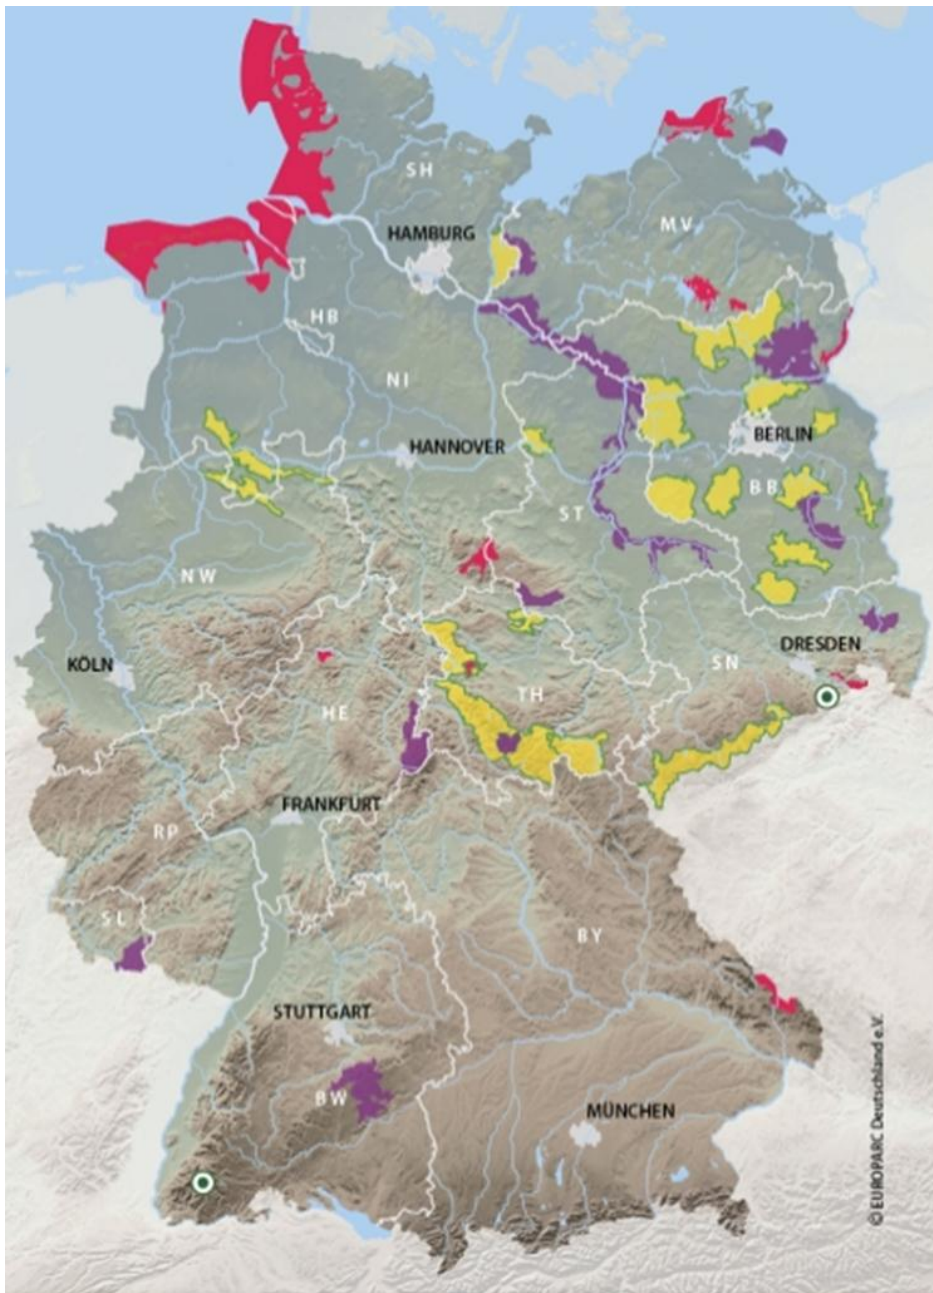 SH
MV
HAMBURG
HB
NI
HANNOVER
BERLIN
BB
ST
NW
DRESDEN
KÖLN
SN
TH
HE
FRANKFURT
RP
SL
BY
STUTTGART
BW
MÜNCHEN
© EUROPARC Deutschland e.V.